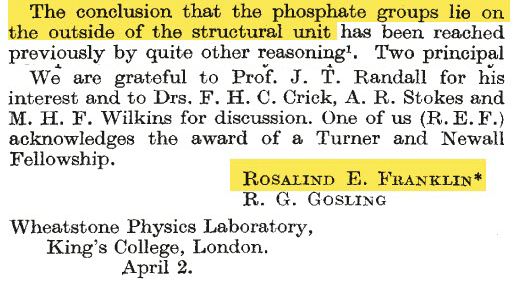 The conclusion that the phosphate groups lie on
the outside of the structural unit has been reached
previously by quite other reasoning¹. Two principal
We are grateful to Prof. J. T. Randall for his
interest and to Drs. F. H. C. Crick, A. R. Stokes and
M. H. F. Wilkins for discussion. One of us (R. E. F.)
acknowledges the award of a Turner and Newall
Fellowship.
ROSALIND E. FRANKLIN*
R. G. GOSLING
Wheatstone Physics Laboratory,
King's College, London.
April 2.